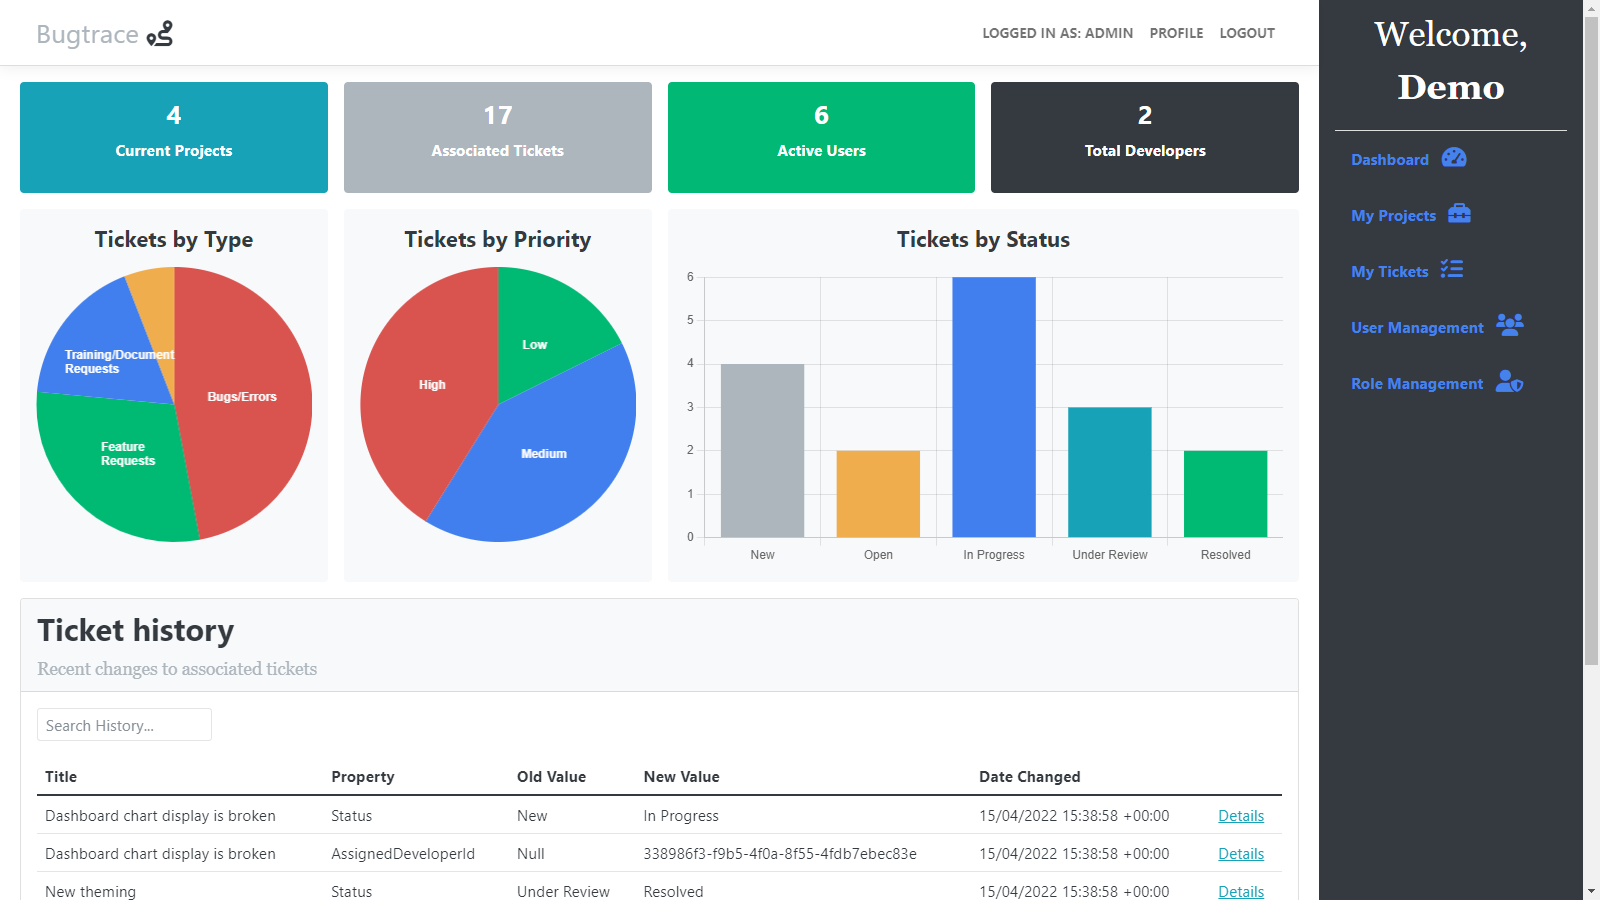 Bugtrace
LOGGED IN AS: ADMIN PROFILE LOGOUT
Welcome,
Demo
4
Current Projects
17
Associated Tickets
6
Active Users
2
Total Developers
Dashboard
My Projects
My Tickets
User Management
Role Management
Tickets by Type
Training/Document
Requests
Bugs/Errors
Feature
Requests
Tickets by Priority
Low
High
Medium
Tickets by Status
6
5
4
3
2
1
0
New Open In Progress Under Review Resolved
Ticket history
Recent changes to associated tickets
Search History...
Title Property Old Value New Value Date Changed
Dashboard chart display is broken Status New In Progress 15/04/2022 15:38:58 +00:00 Details
Dashboard chart display is broken AssignedDeveloperId Null 338986f3-f9b5-4f0a-8f55-4fdb7ebec83e 15/04/2022 15:38:58 +00:00 Details
New theming Status Under Review Resolved 15/04/2022 15:38:58 +00:00 Details